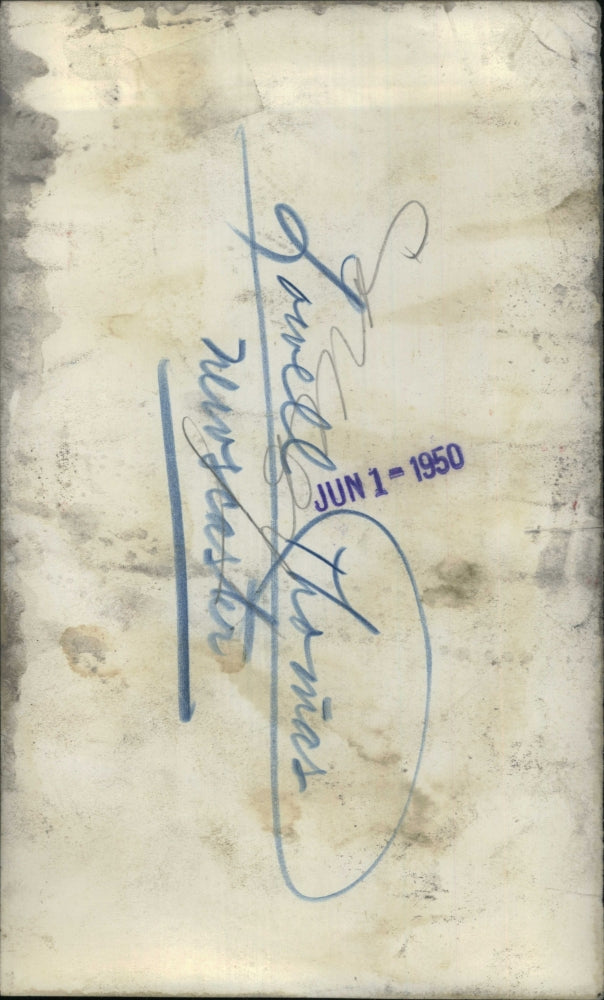 Lowell Thomas
newscaster
JUN 1 - 1950